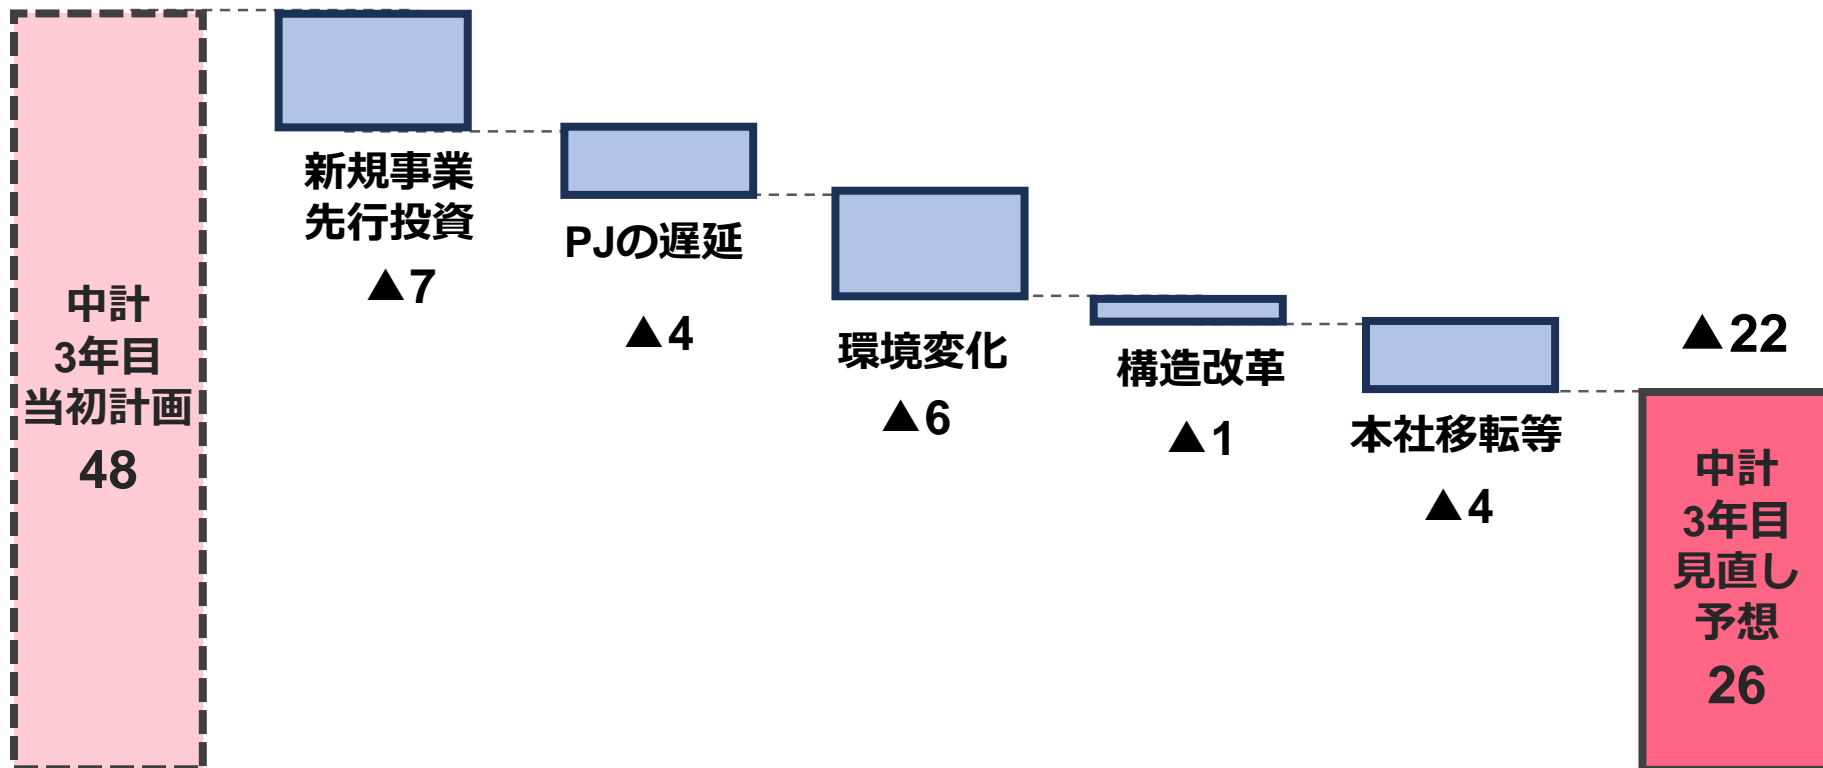 中計
3年目
当初計画
48
新規事業
先行投資
▲7
PJの遅延
▲4
環境変化
▲6
構造改革
▲1
本社移転等
▲4
▲22
中計
3年目
見直し
予想
26